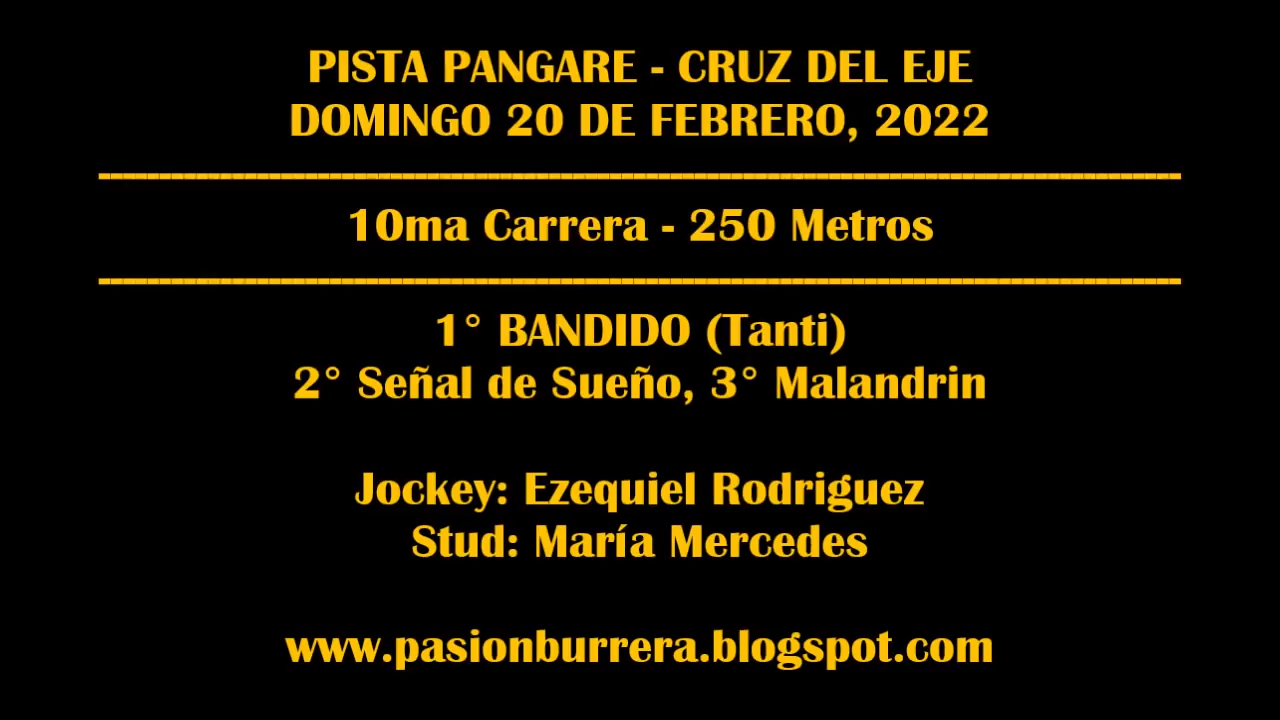 PISTA PANGARE - CRUZ DEL EJE
DOMINGO 20 DE FEBRERO, 2022
10ma Carrera - 250 Metros
1° BANDIDO (Tanti)
2° Señal de Sueño, 3° Malandrin
Jockey: Ezequiel Rodriguez
Stud: María Mercedes
www.pasionburrera.blogspot.com